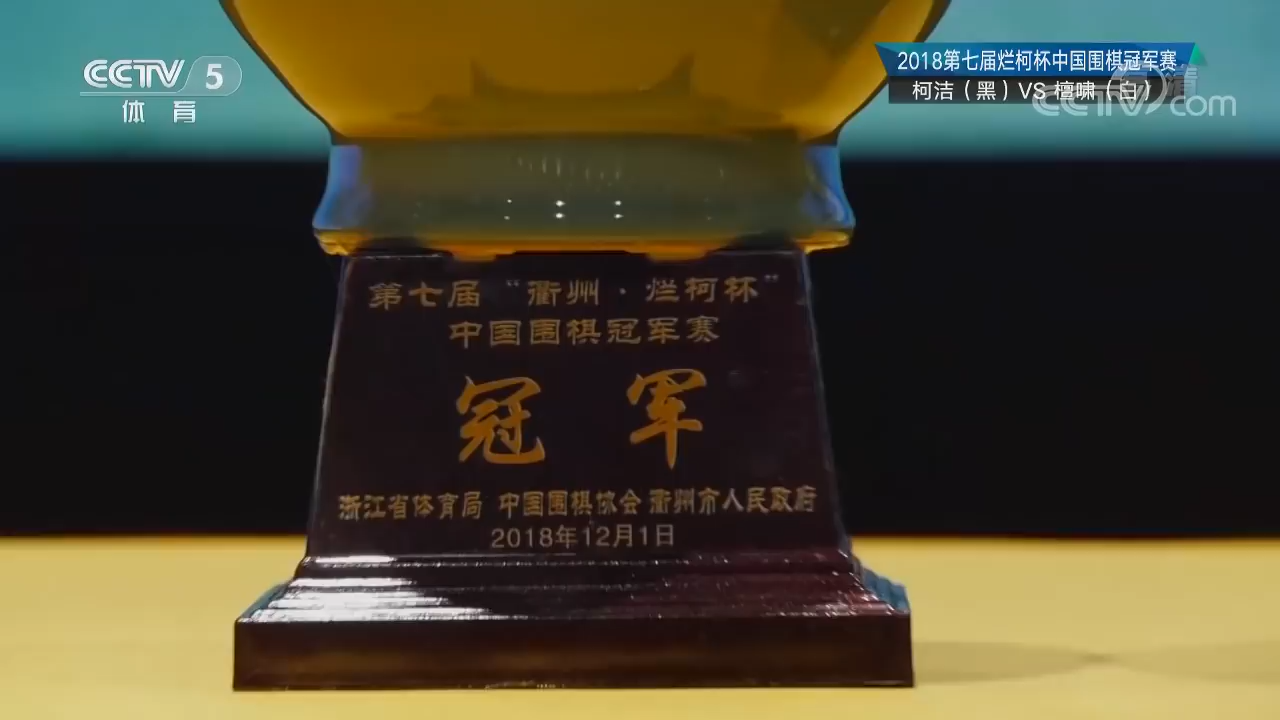 CCTV 5
体育
2018第七届烂柯杯中国围棋冠军赛
柯洁（黑）VS 檀啸（白）
高清
CCTV.com
第七届“衢州·烂柯杯”
中国围棋冠军赛
冠军
浙江省体育局 中国围棋协会 衢州市人民政府
2018年12月1日